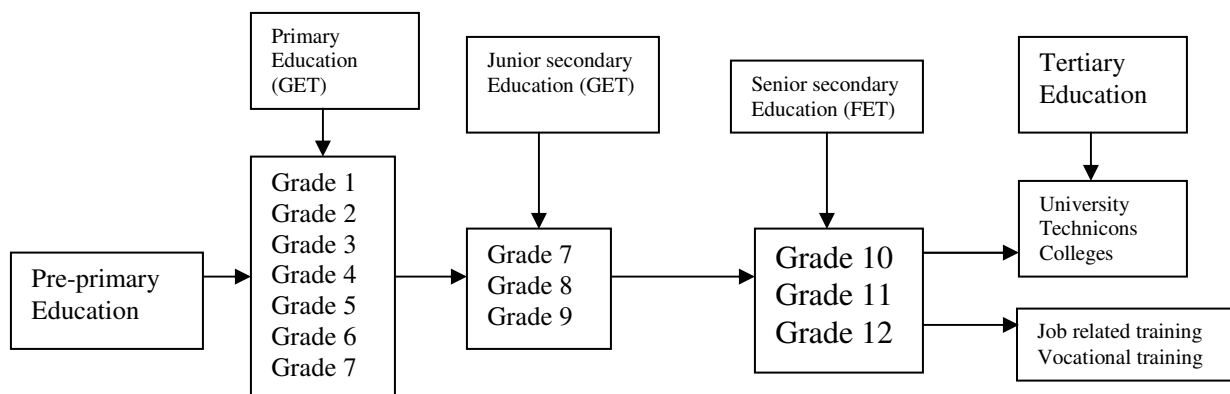 Primary
Education
(GET)
Junior secondary
Education (GET)
Senior secondary
Education (FET)
Tertiary
Education
Pre-primary
Education
Grade 1
Grade 2
Grade 3
Grade 4
Grade 5
Grade 6
Grade 7
Grade 7
Grade 8
Grade 9
Grade 10
Grade 11
Grade 12
University
Technicons
Colleges
Job related training
Vocational training